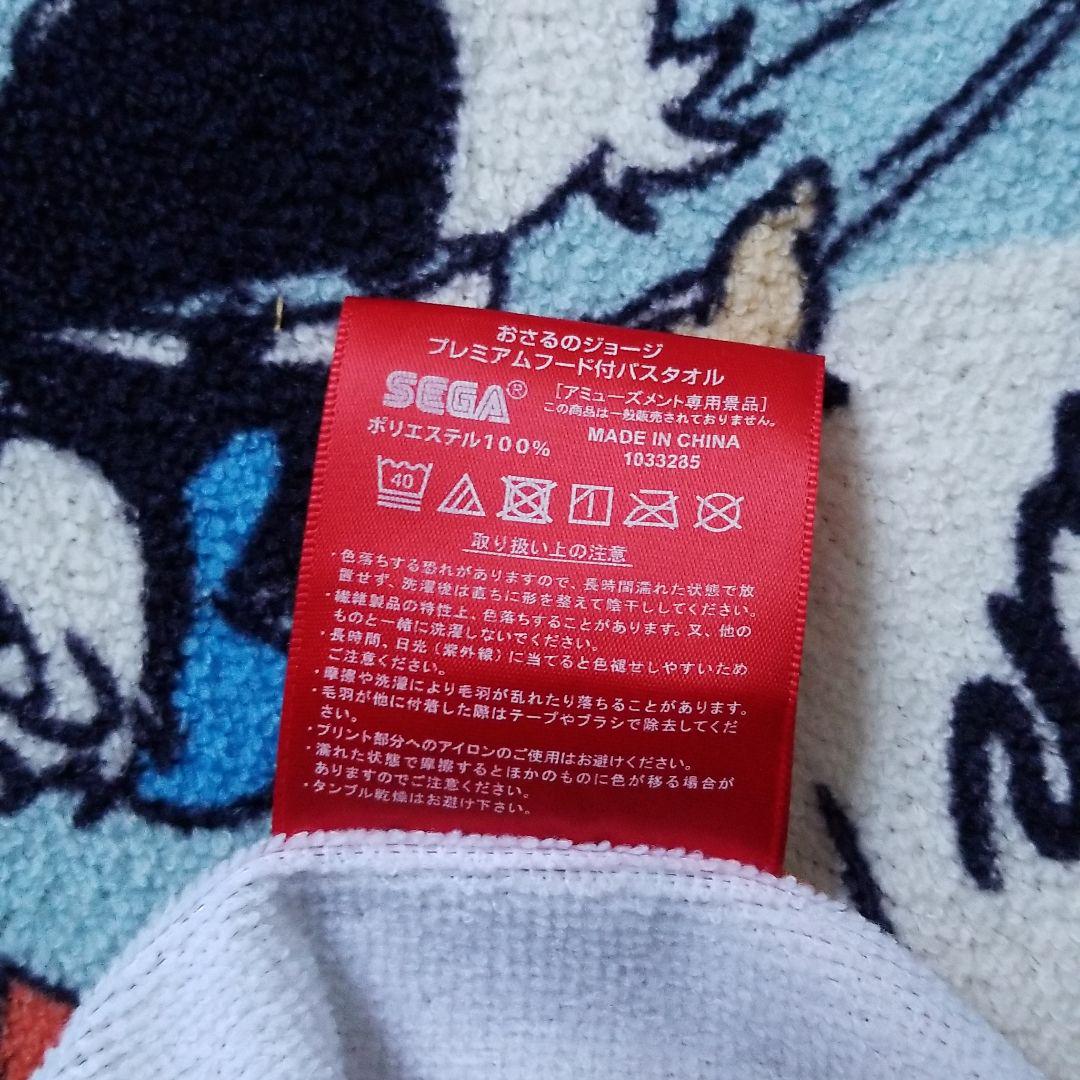 おさるのジョージ
プレミアムフード付バスタオル
SEGA®
[アミューズメント専用景品]
この商品は一般販売されておりません。
ポリエステル100%
MADE IN CHINA
1033285
40
取り扱い上の注意
・色落ちする恐れがありますので、長時間濡れた状態で放
置せず、洗濯後は直ちに形を整えて陰干ししてください。
・繊維製品の特性上、色落ちすることがあります。又、他の
ものと一緒に洗濯しないでください。
・長時間、日光(紫外線)に当てると色褪せしやすいため
ご注意ください。
・摩擦や洗濯により毛羽が乱れたり落ちることがあります。
・毛羽が他に付着した際はテープやブラシで除去してくだ
さい。
・プリント部分へのアイロンのご使用はお避けください。
・濡れた状態で摩擦するとほかのものに色が移る場合が
ありますのでご注意ください。
・タンブル乾燥はお避け下さい。